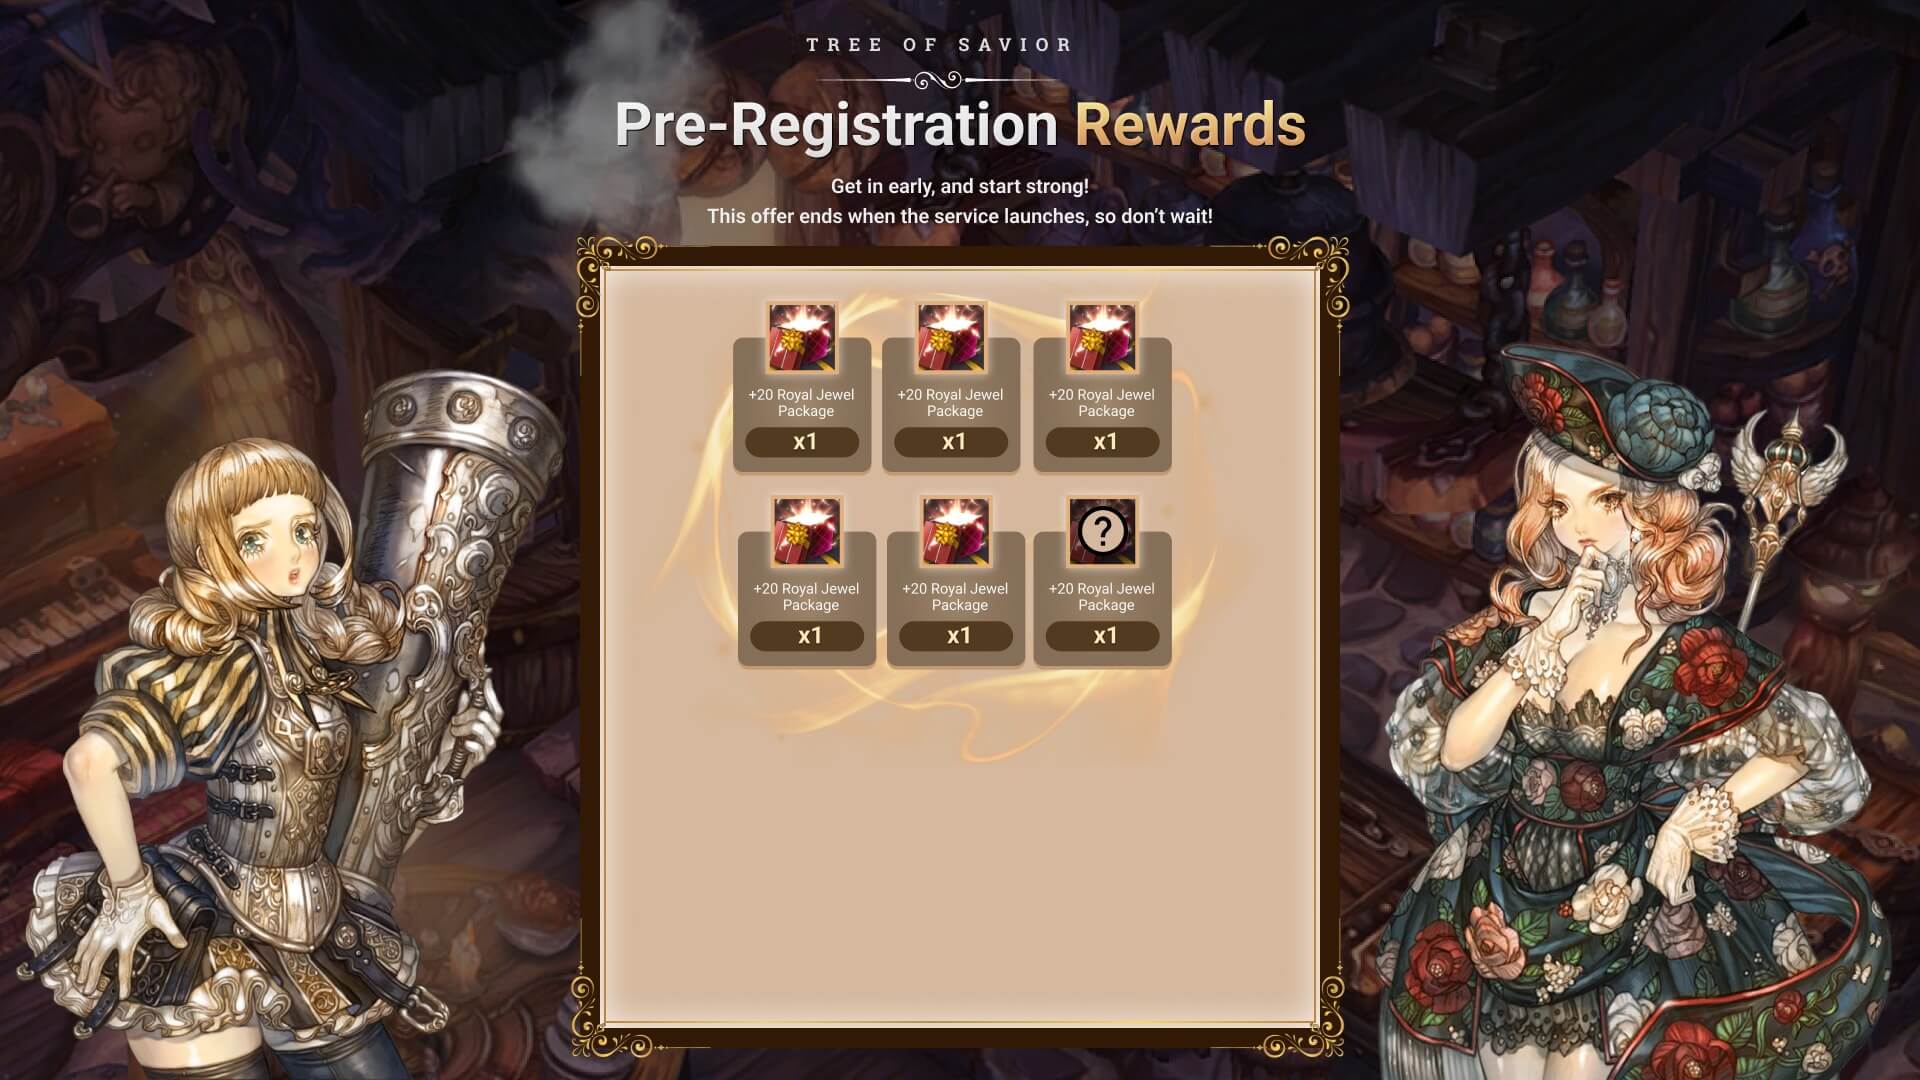 TREE OF SAVIOR
Pre-Registration Rewards
Get in early, and start strong!
This offer ends when the service launches, so don’t wait!
+20 Royal Jewel
Package
x1
+20 Royal Jewel
Package
x1
+20 Royal Jewel
Package
x1
+20 Royal Jewel
Package
x1
+20 Royal Jewel
Package
x1
?
+20 Royal Jewel
Package
x1